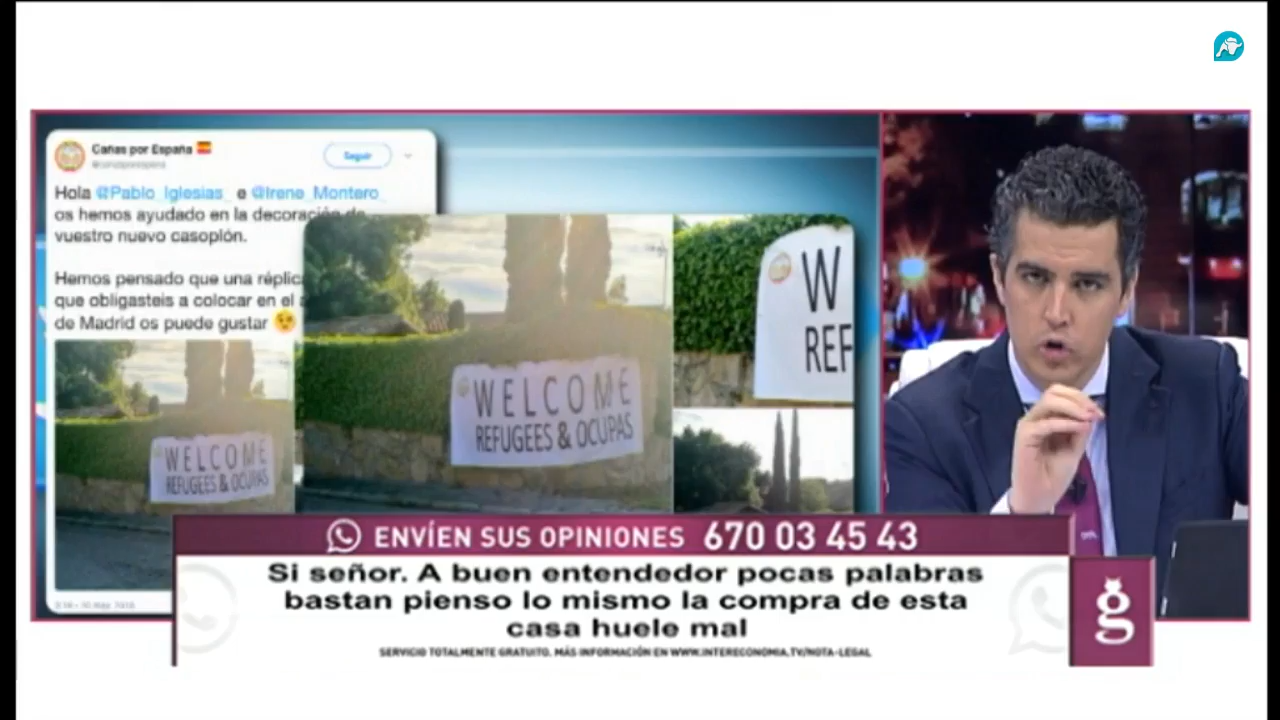 Cañas por España
Seguir
Hola @Pablo_Iglesias_ e @Irene_Montero_
os hemos ayudado en la decoración de
vuestro nuevo casoplón.
Hemos pensado que una réplic
que obligasteis a colocar en el
de Madrid os puede gustar
WELCOME
REFUGEES & OCUPAS
WELCOME
REFUGEES & OCUPAS
W
REF
ENVÍEN SUS OPINIONES 670 03 45 43
Si señor. A buen entendedor pocas palabras
bastan pienso lo mismo la compra de esta
casa huele mal
SERVICIO TOTALMENTE GRATUITO. MÁS INFORMACIÓN EN WWW.INTERECONOMIA.TV/NOTA-LEGAL
g